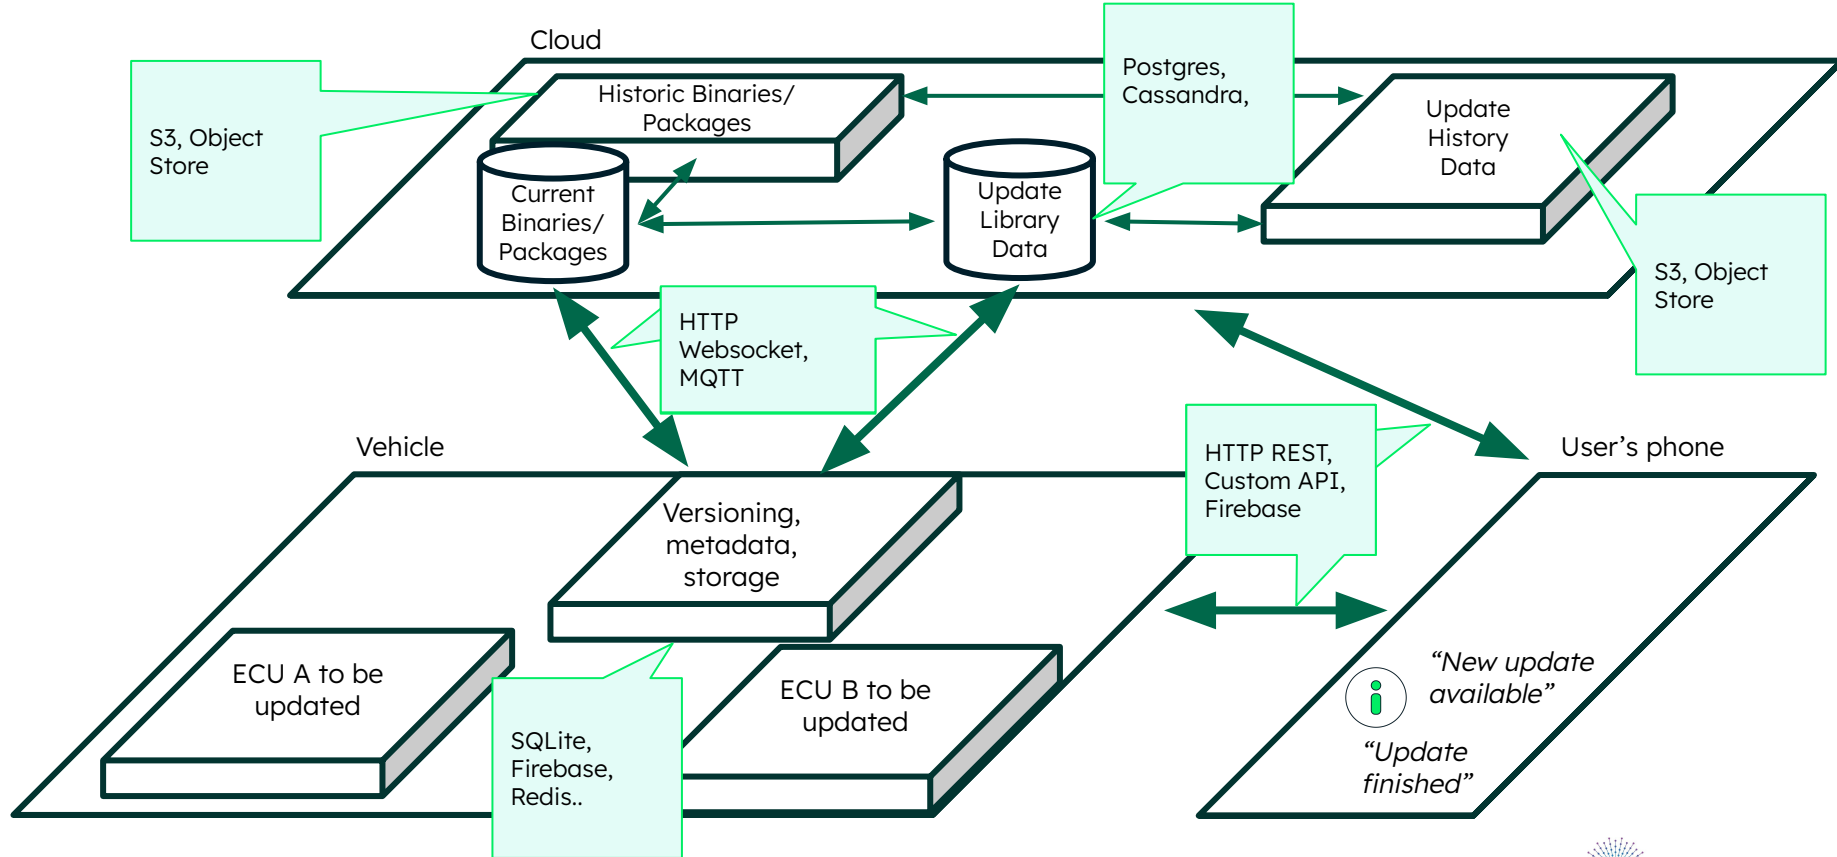 Cloud
S3, Object
Store
Historic Binaries/
Packages
Postgres,
Cassandra,
Update
History
Data
Current
Binaries/
Packages
Update
Library
Data
S3, Object
Store
HTTP
Websocket,
MQTT
Vehicle
HTTP REST,
Custom API,
Firebase
User’s phone
Versioning,
metadata,
storage
ECU A to be
updated
SQLite,
Firebase,
Redis..
ECU B to be
updated
“New update
available”
“Update
finished”